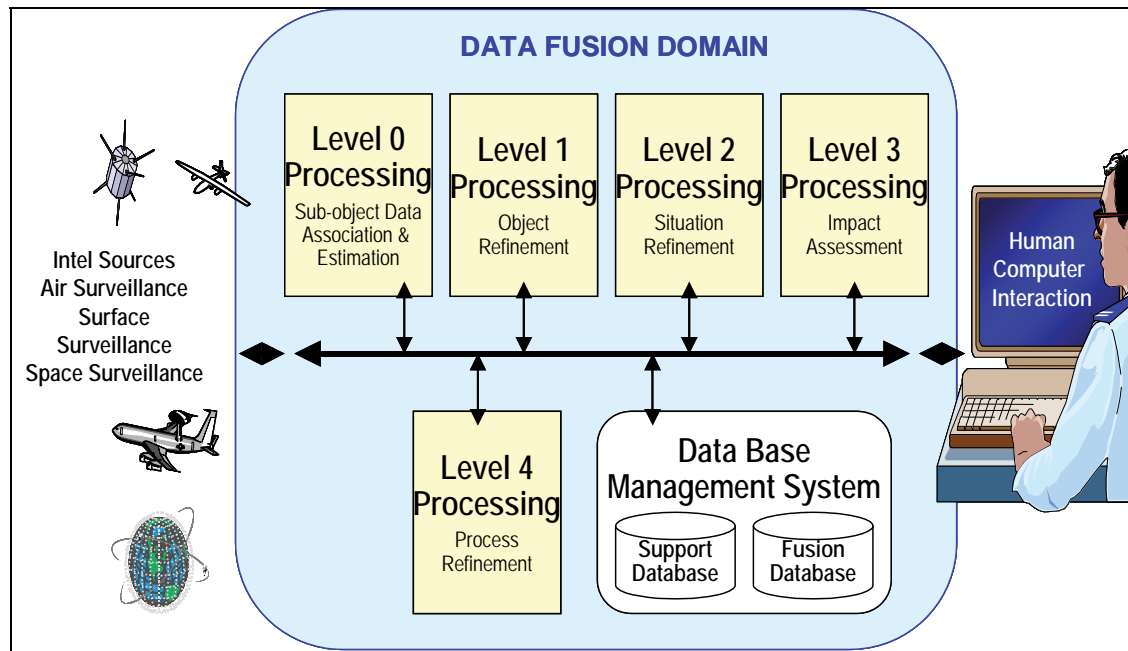 DATA FUSION DOMAIN
Level 0
Processing
Sub-object Data
Association &
Estimation
Level 1
Processing
Object
Refinement
Level 2
Processing
Situation
Refinement
Level 3
Processing
Impact
Assessment
Intel Sources
Air Surveillance
Surface
Surveillance
Space Surveillance
Human
Computer
Interaction
Level 4
Processing
Process
Refinement
Data Base
Management System
Support
Database
Fusion
Database